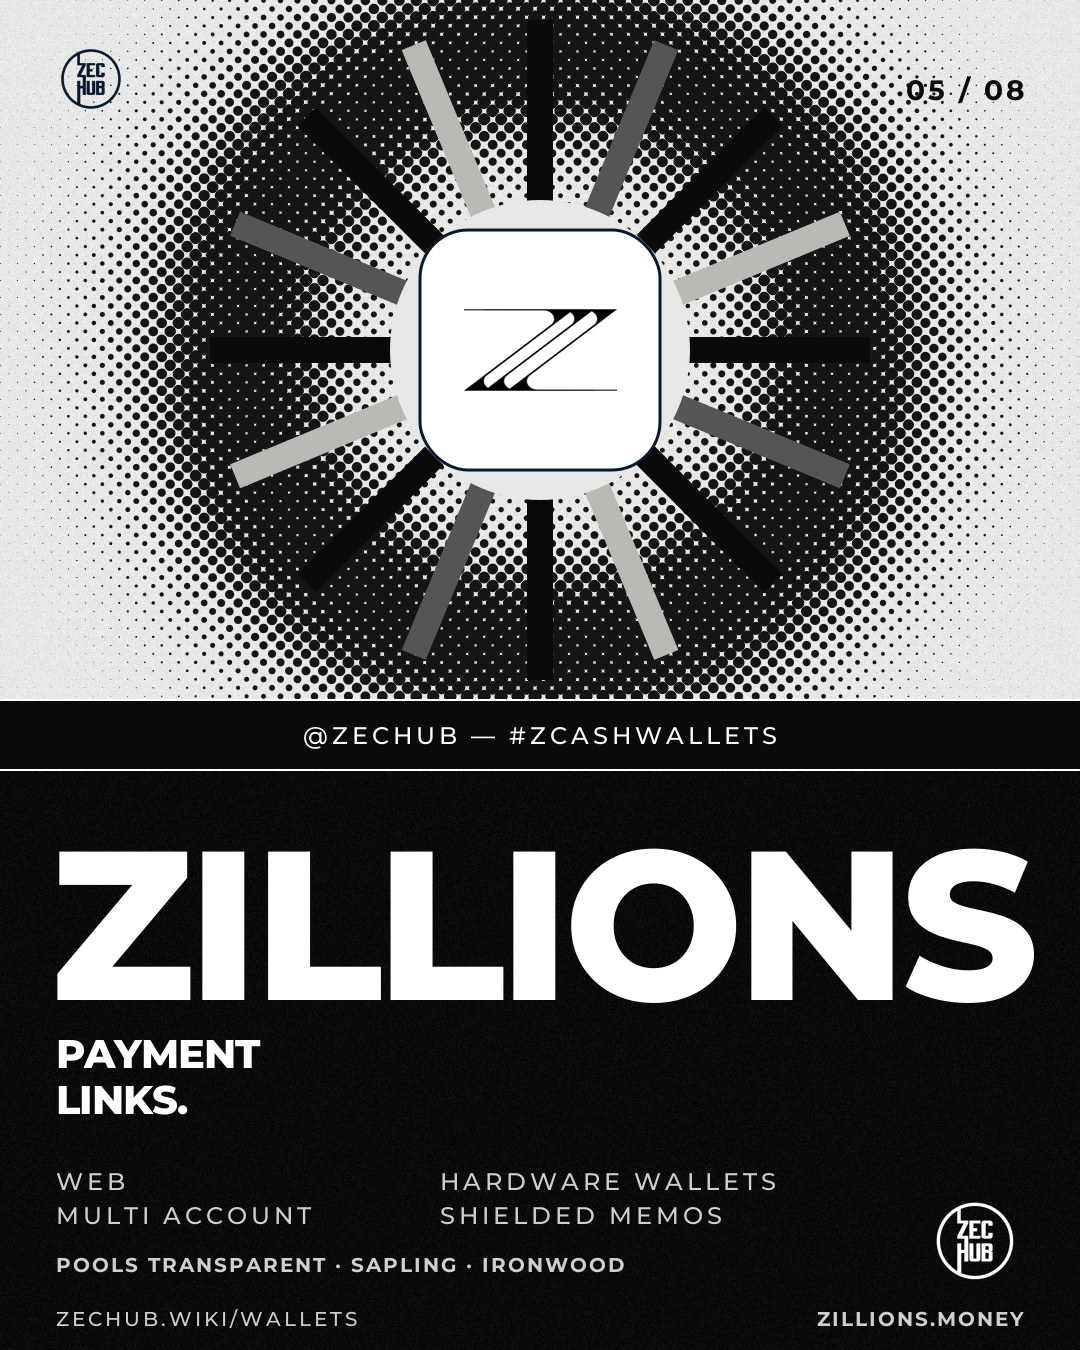 ZEC
HUB
05 / 08
@ZECHUB — #ZCASHWALLETS
ZILLIONS
PAYMENT
LINKS.
WEB
MULTI ACCOUNT
HARDWARE WALLETS
SHIELDED MEMOS
POOLS TRANSPARENT · SAPLING · IRONWOOD
ZEC
HUB
ZECHUB.WIKI/WALLETS
ZILLIONS.MONEY